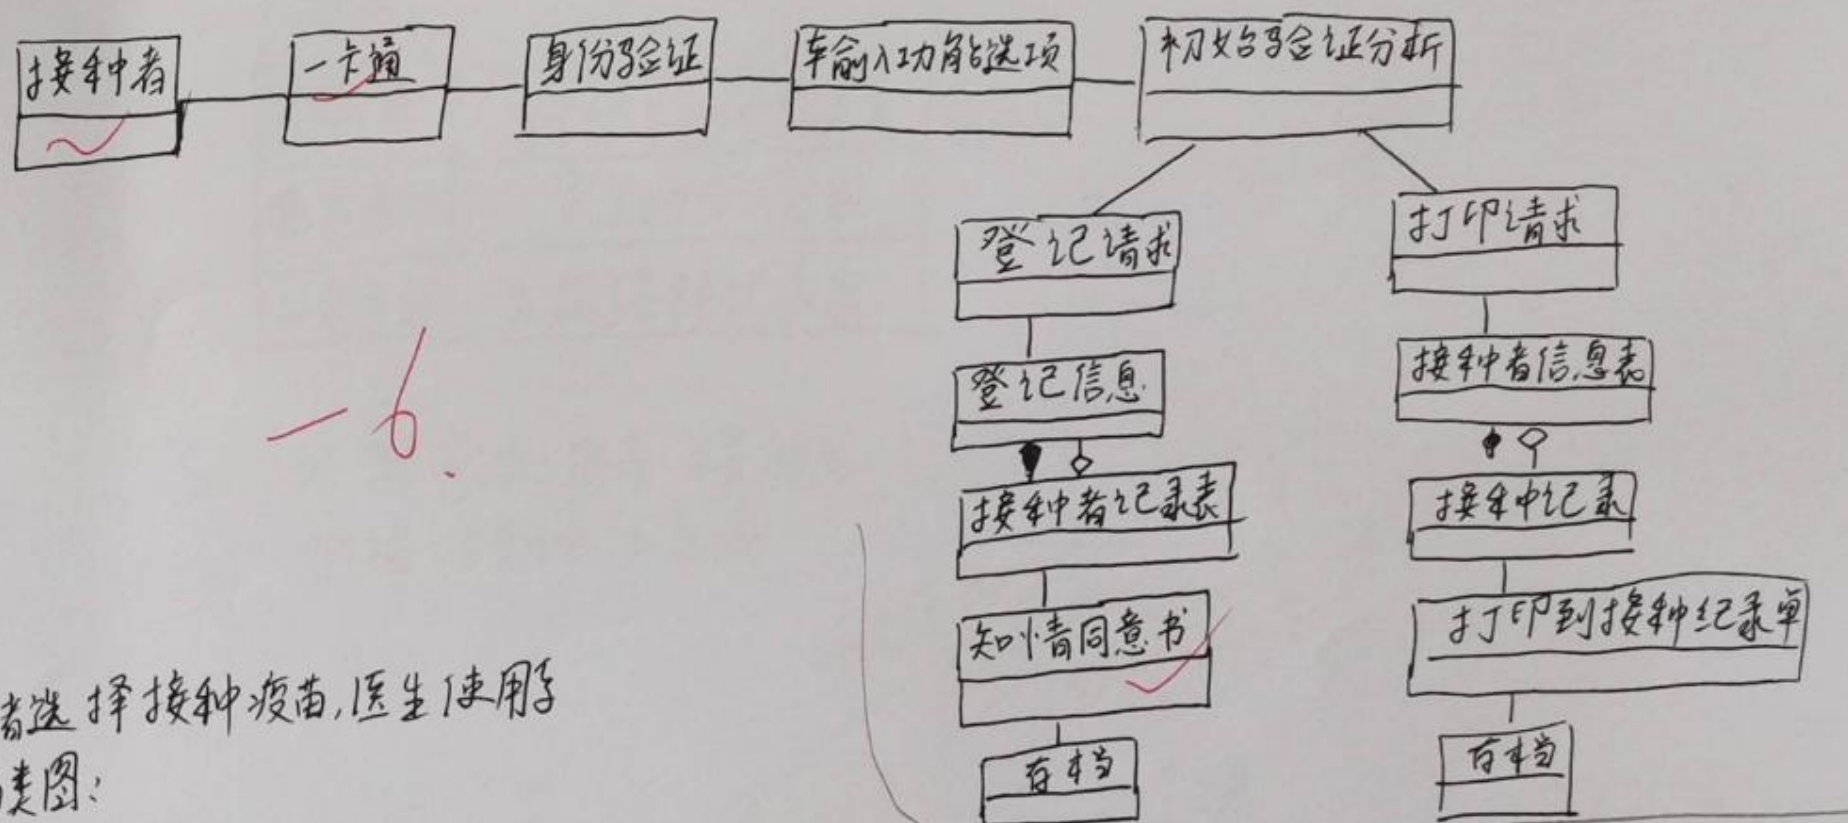 接种者
一卡通
身份验证
输入功能选项
初始验证分析
登记请求
打印请求
登记信息
接种者信息表
接种者记录表
接种记录
知情同意书
打印到接种纪录单
存档
存档
-6.
者选择接种疫苗,医生使用
类图: